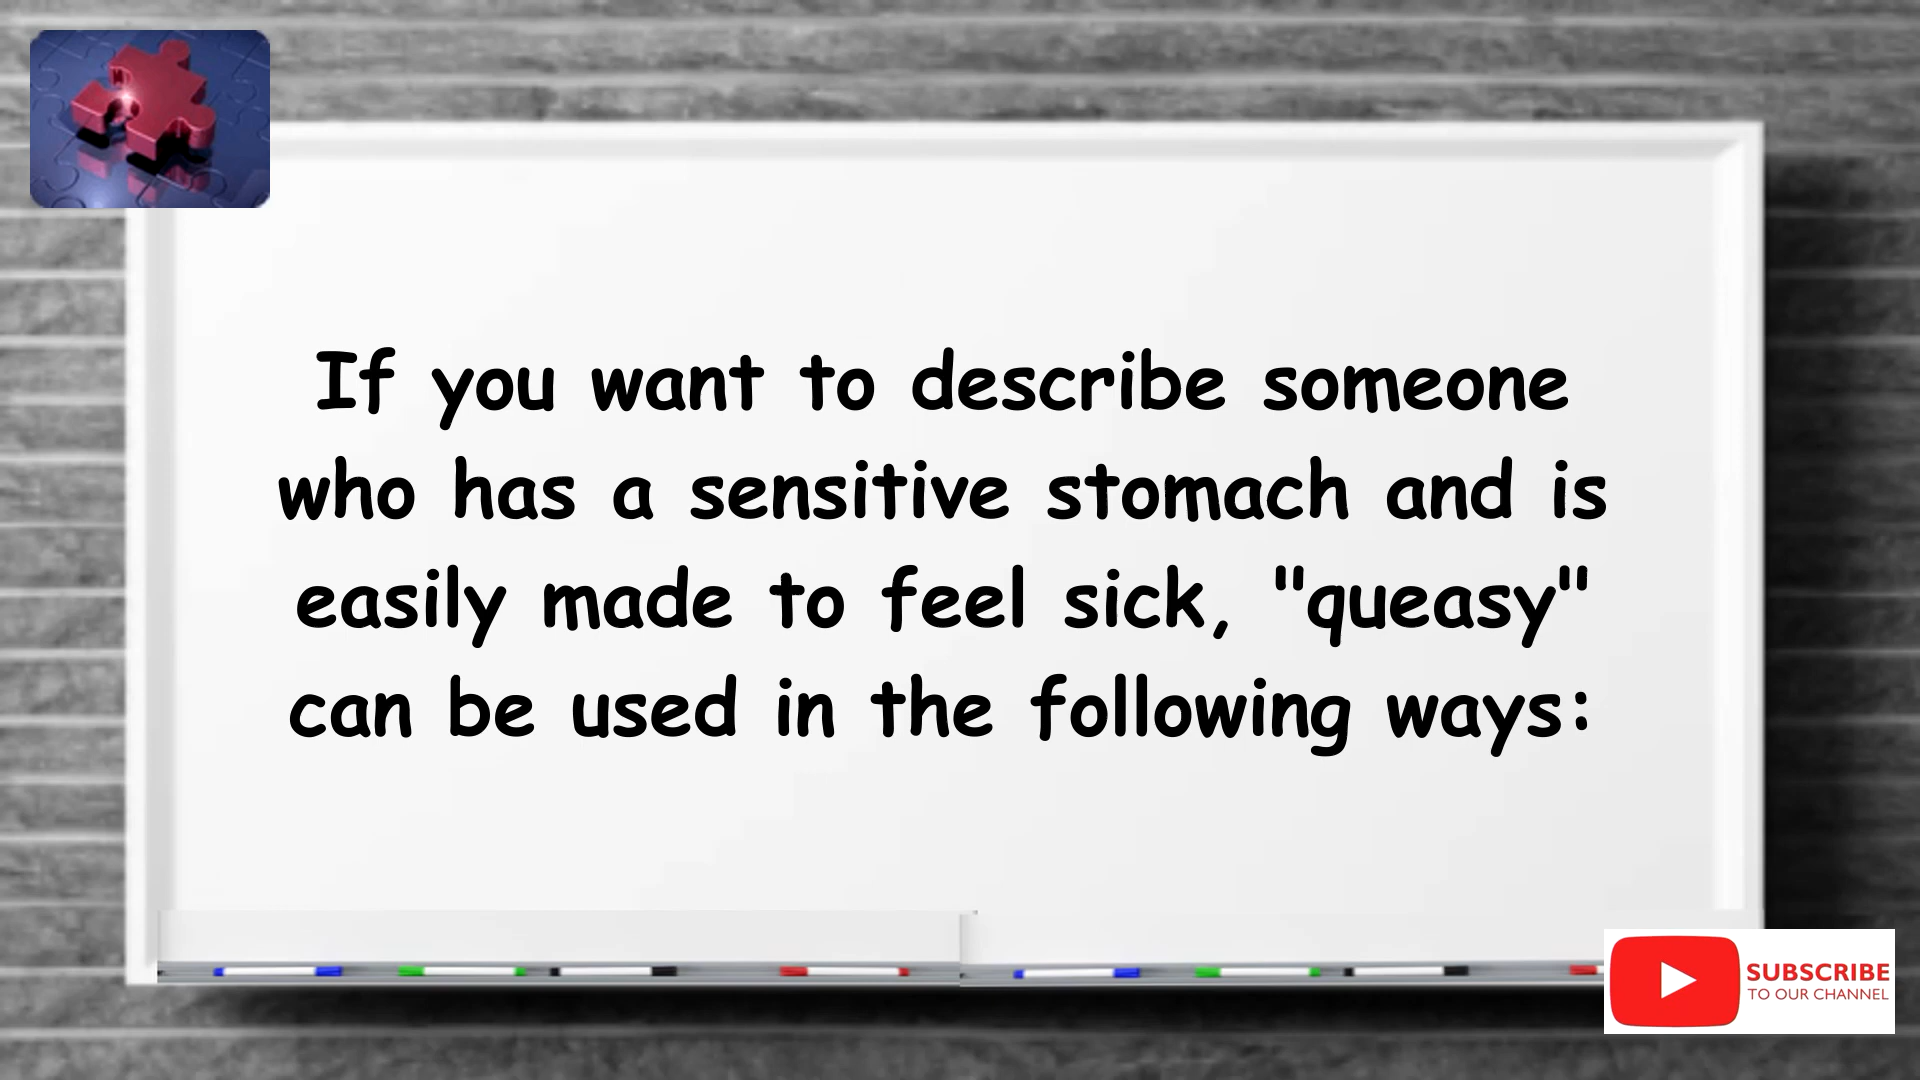 If you want to describe someone
who has a sensitive stomach and is
easily made to feel sick, "queasy"
can be used in the following ways:
SUBSCRIBE
TO OUR CHANNEL